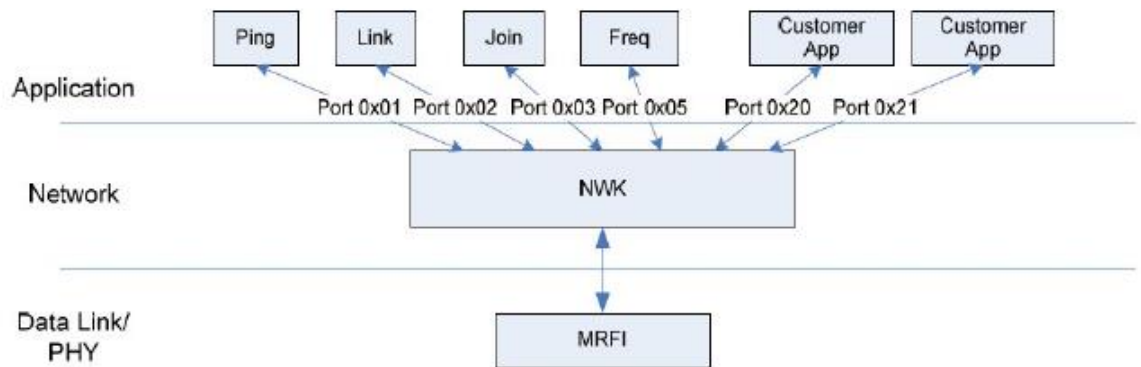 Ping
Link
Join
Freq
Customer
App
Customer
App
Application
Port 0x01
Port 0x02
Port 0x03
Port 0x05
Port 0x20
Port 0x21
Network
NWK
Data Link/
PHY
MRFI